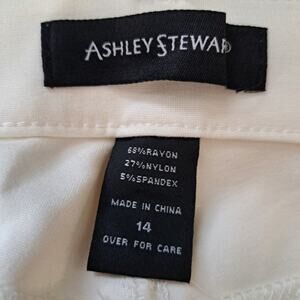 ASHLEY STEWAR
68%RAYON
27%NYLON
5%SPANDEX
MADE IN CHINA
14
OVER FOR CARE